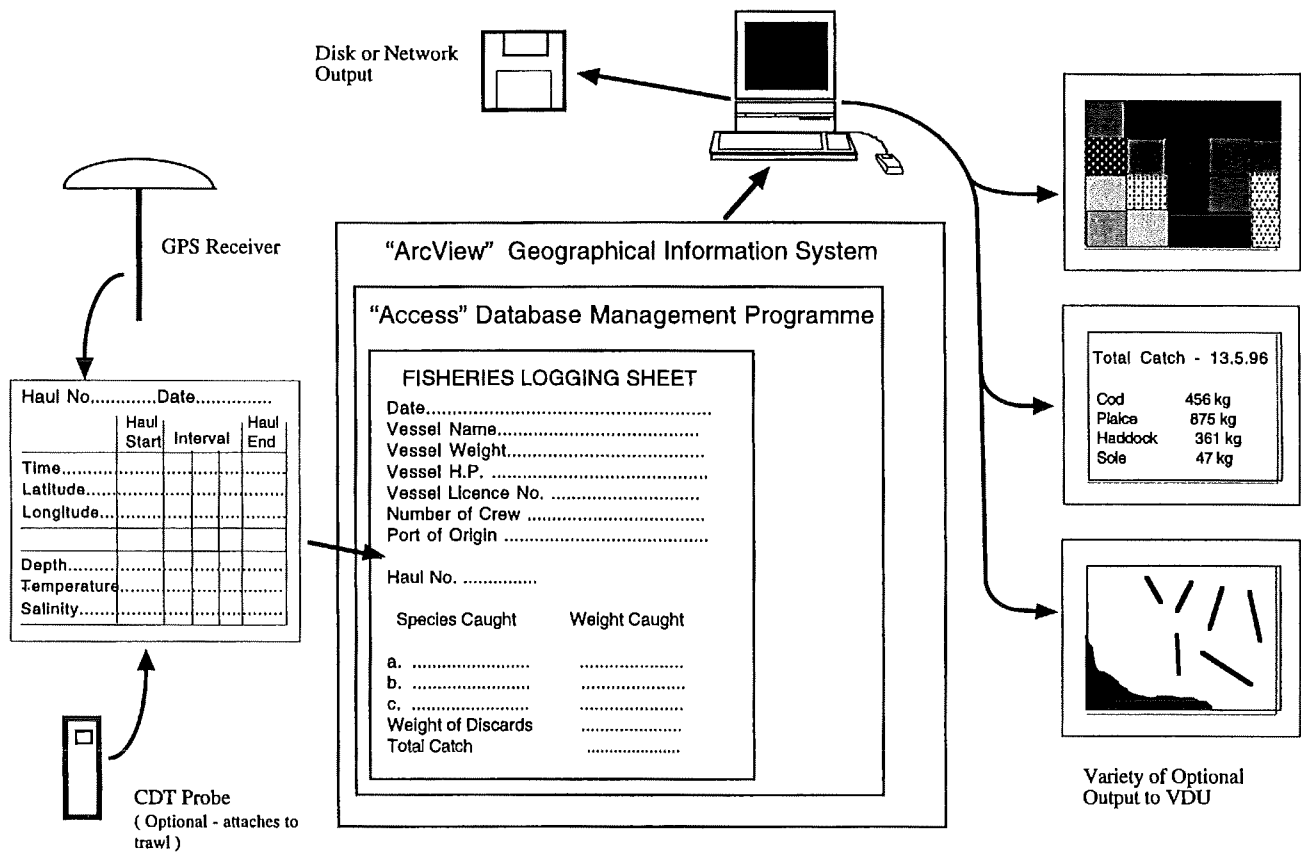 Disk or Network
Output
GPS Receiver
Haul No............Date...............
Haul
Start
Interval
Haul
End
Time
Latitude
Longitude
Depth
Temperature
Salinity
CDT Probe
( Optional - attaches to
trawl )
“ArcView” Geographical Information System
“Access” Database Management Programme
FISHERIES LOGGING SHEET
Date
Vessel Name
Vessel Weight
Vessel H.P.
Vessel Licence No.
Number of Crew
Port of Origin
Haul No.
Species Caught Weight Caught
a.
b.
c.
Weight of Discards
Total Catch
Total Catch - 13.5.96
Cod 456 kg
Plaice 875 kg
Haddock 361 kg
Sole 47 kg
Variety of Optional
Output to VDU